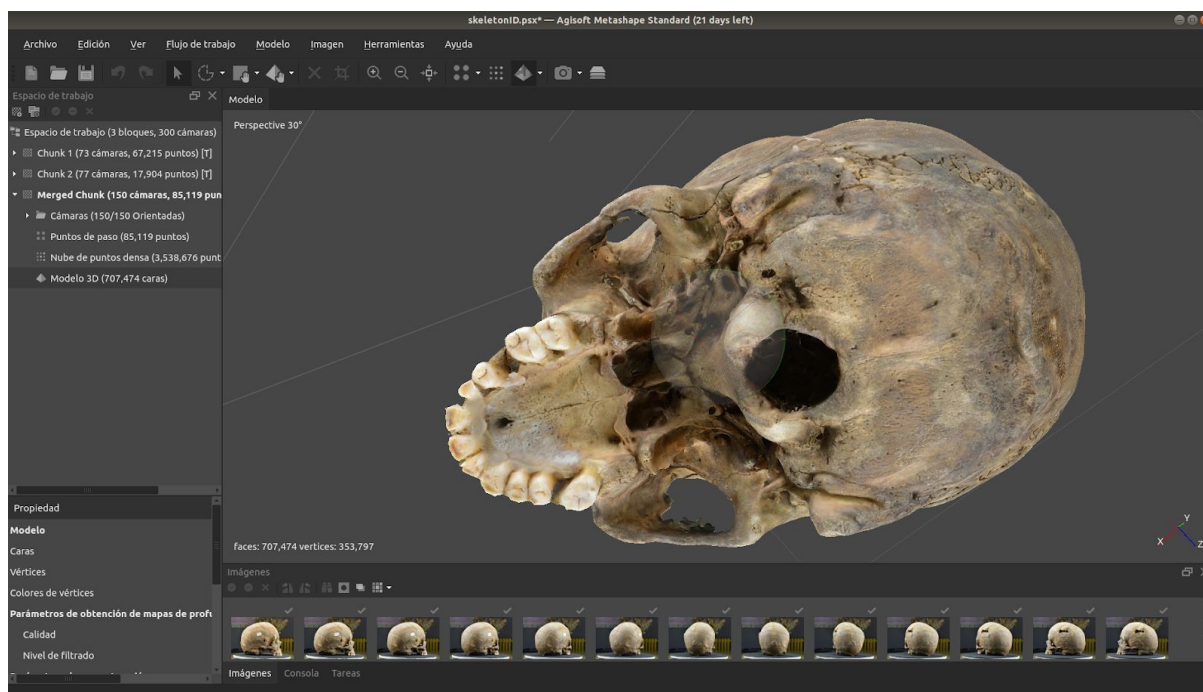 skeletonID.psx* — Agisoft Metashape Standard (21 days left)
Archivo Edición Ver Flujo de trabajo Modelo Imagen Herramientas Ayuda
Espacio de trabajo
Espacio de trabajo (3 bloques, 300 cámaras)
Chunk 1 (73 cámaras, 67,215 puntos) [T]
Chunk 2 (77 cámaras, 17,904 puntos) [T]
Merged Chunk (150 cámaras, 85,119 pun
Cámaras (150/150 Orientadas)
Puntos de paso (85,119 puntos)
Nube de puntos densa (3,538,676 punt
Modelo 3D (707,474 caras)
Propiedad
Modelo
Caras
Vértices
Colores de vértices
Parámetros de obtención de mapas de profu
Calidad
Nivel de filtrado
Modelo
Perspective 30°
faces: 707,474 vertices: 353,797
X Y Z
Imágenes
Imágenes Consola Tareas